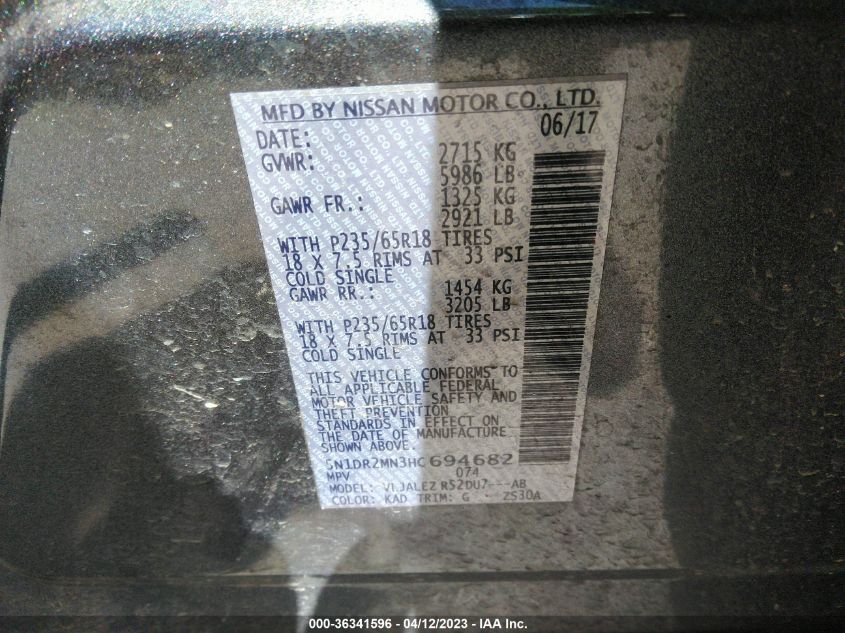 MFD BY NISSAN MOTOR CO., LTD.
DATE: 06/17
GVWR: 2715 KG
5986 LB
GAWR FR.: 1325 KG
2921 LB
WITH P235/65R18 TIRES
18 X 7.5 RIMS AT 33 PSI
COLD SINGLE
GAWR RR.: 1454 KG
3205 LB
WITH P235/65R18 TIRES
18 X 7.5 RIMS AT 33 PSI
COLD SINGLE
THIS VEHICLE CONFORMS TO
ALL APPLICABLE FEDERAL
MOTOR VEHICLE SAFETY AND
THEFT PREVENTION
STANDARDS IN EFFECT ON
THE DATE OF MANUFACTURE
SHOWN ABOVE.
5N1DR2MN3HC694682
MPV 074
MODEL: R52DU7---AB
COLOR: KAD TRIM: G ZS30A
000-36341596 - 04/12/2023 - IAA Inc.